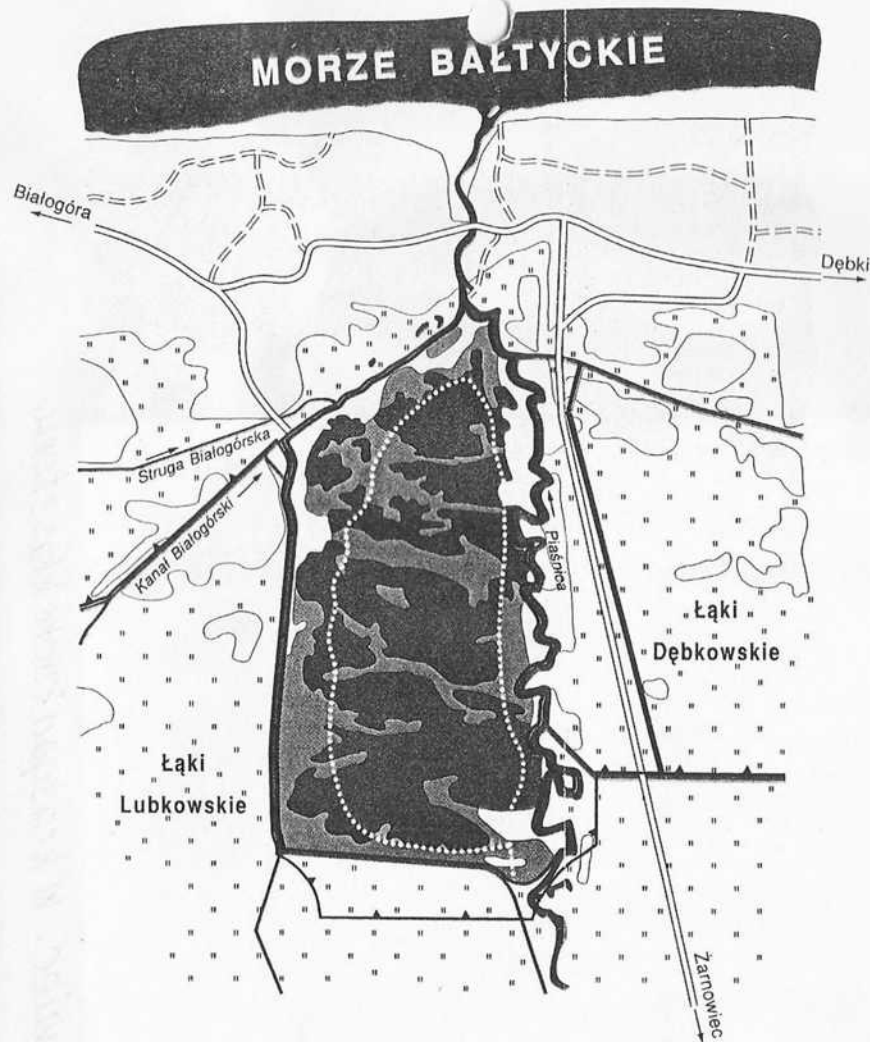 MORZE BAŁTYCKIE
Białogóra
Dębki
Struga Białogórska
Kanał Białogórski
Piaśnica
Łąki
Dębkowskie
Łąki
Lubkowskie
Żarnowiec